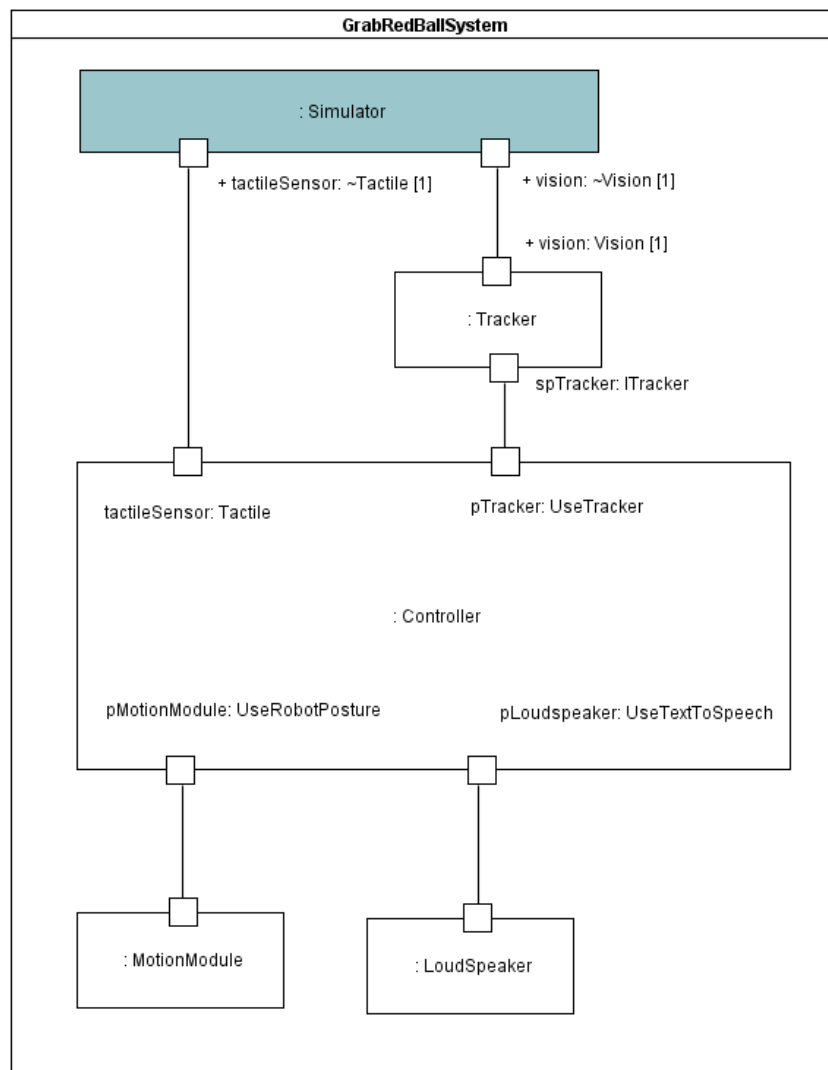 GrabRedBallSystem
: Simulator
+ tactileSensor: ~Tactile [1]
+ vision: ~Vision [1]
+ vision: Vision [1]
: Tracker
spTracker: ITracker
tactileSensor: Tactile
pTracker: UseTracker
: Controller
pMotionModule: UseRobotPosture
pLoudspeaker: UseTextToSpeech
: MotionModule
: LoudSpeaker